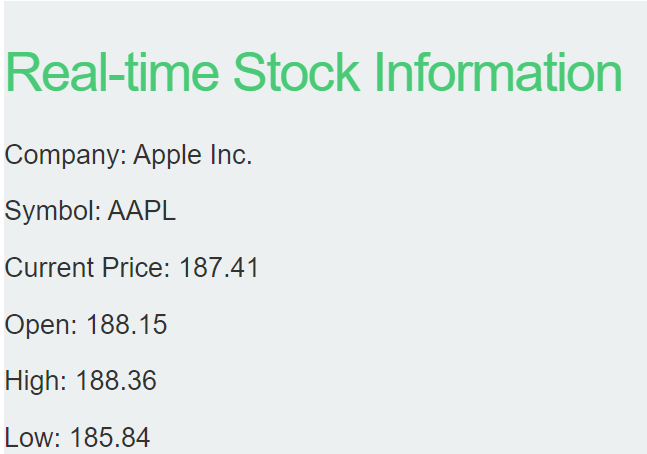 Real-time Stock Information
Company: Apple Inc.
Symbol: AAPL
Current Price: 187.41
Open: 188.15
High: 188.36
Low: 185.84